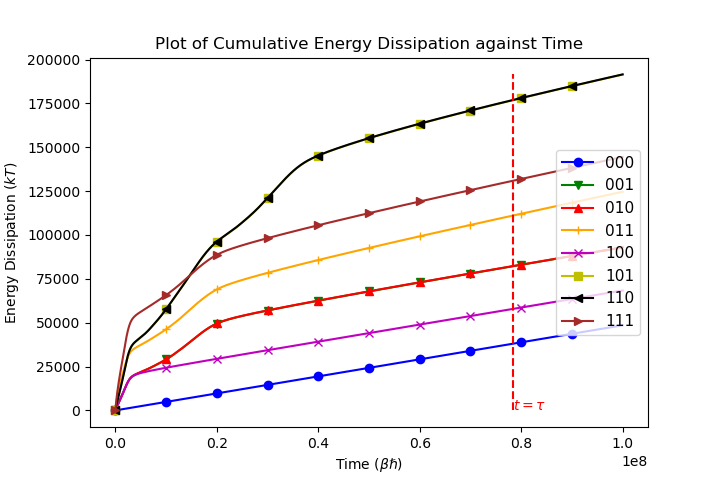 Plot of Cumulative Energy Dissipation against Time
Energy Dissipation (kT)
200000
175000
150000
125000
100000
75000
50000
25000
0
000
001
010
011
100
101
110
111
t = τ
0.0 0.2 0.4 0.6 0.8 1.0
1e8
Time (βħ)